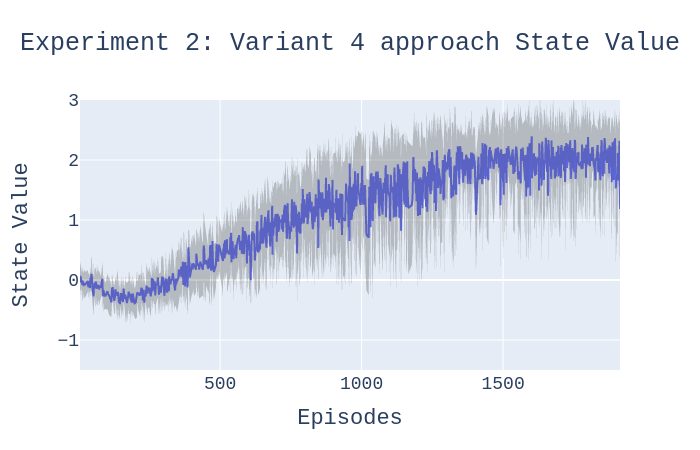 Experiment 2: Variant 4 approach State Value
3
2
1
0
−1
State Value
500 1000 1500
Episodes